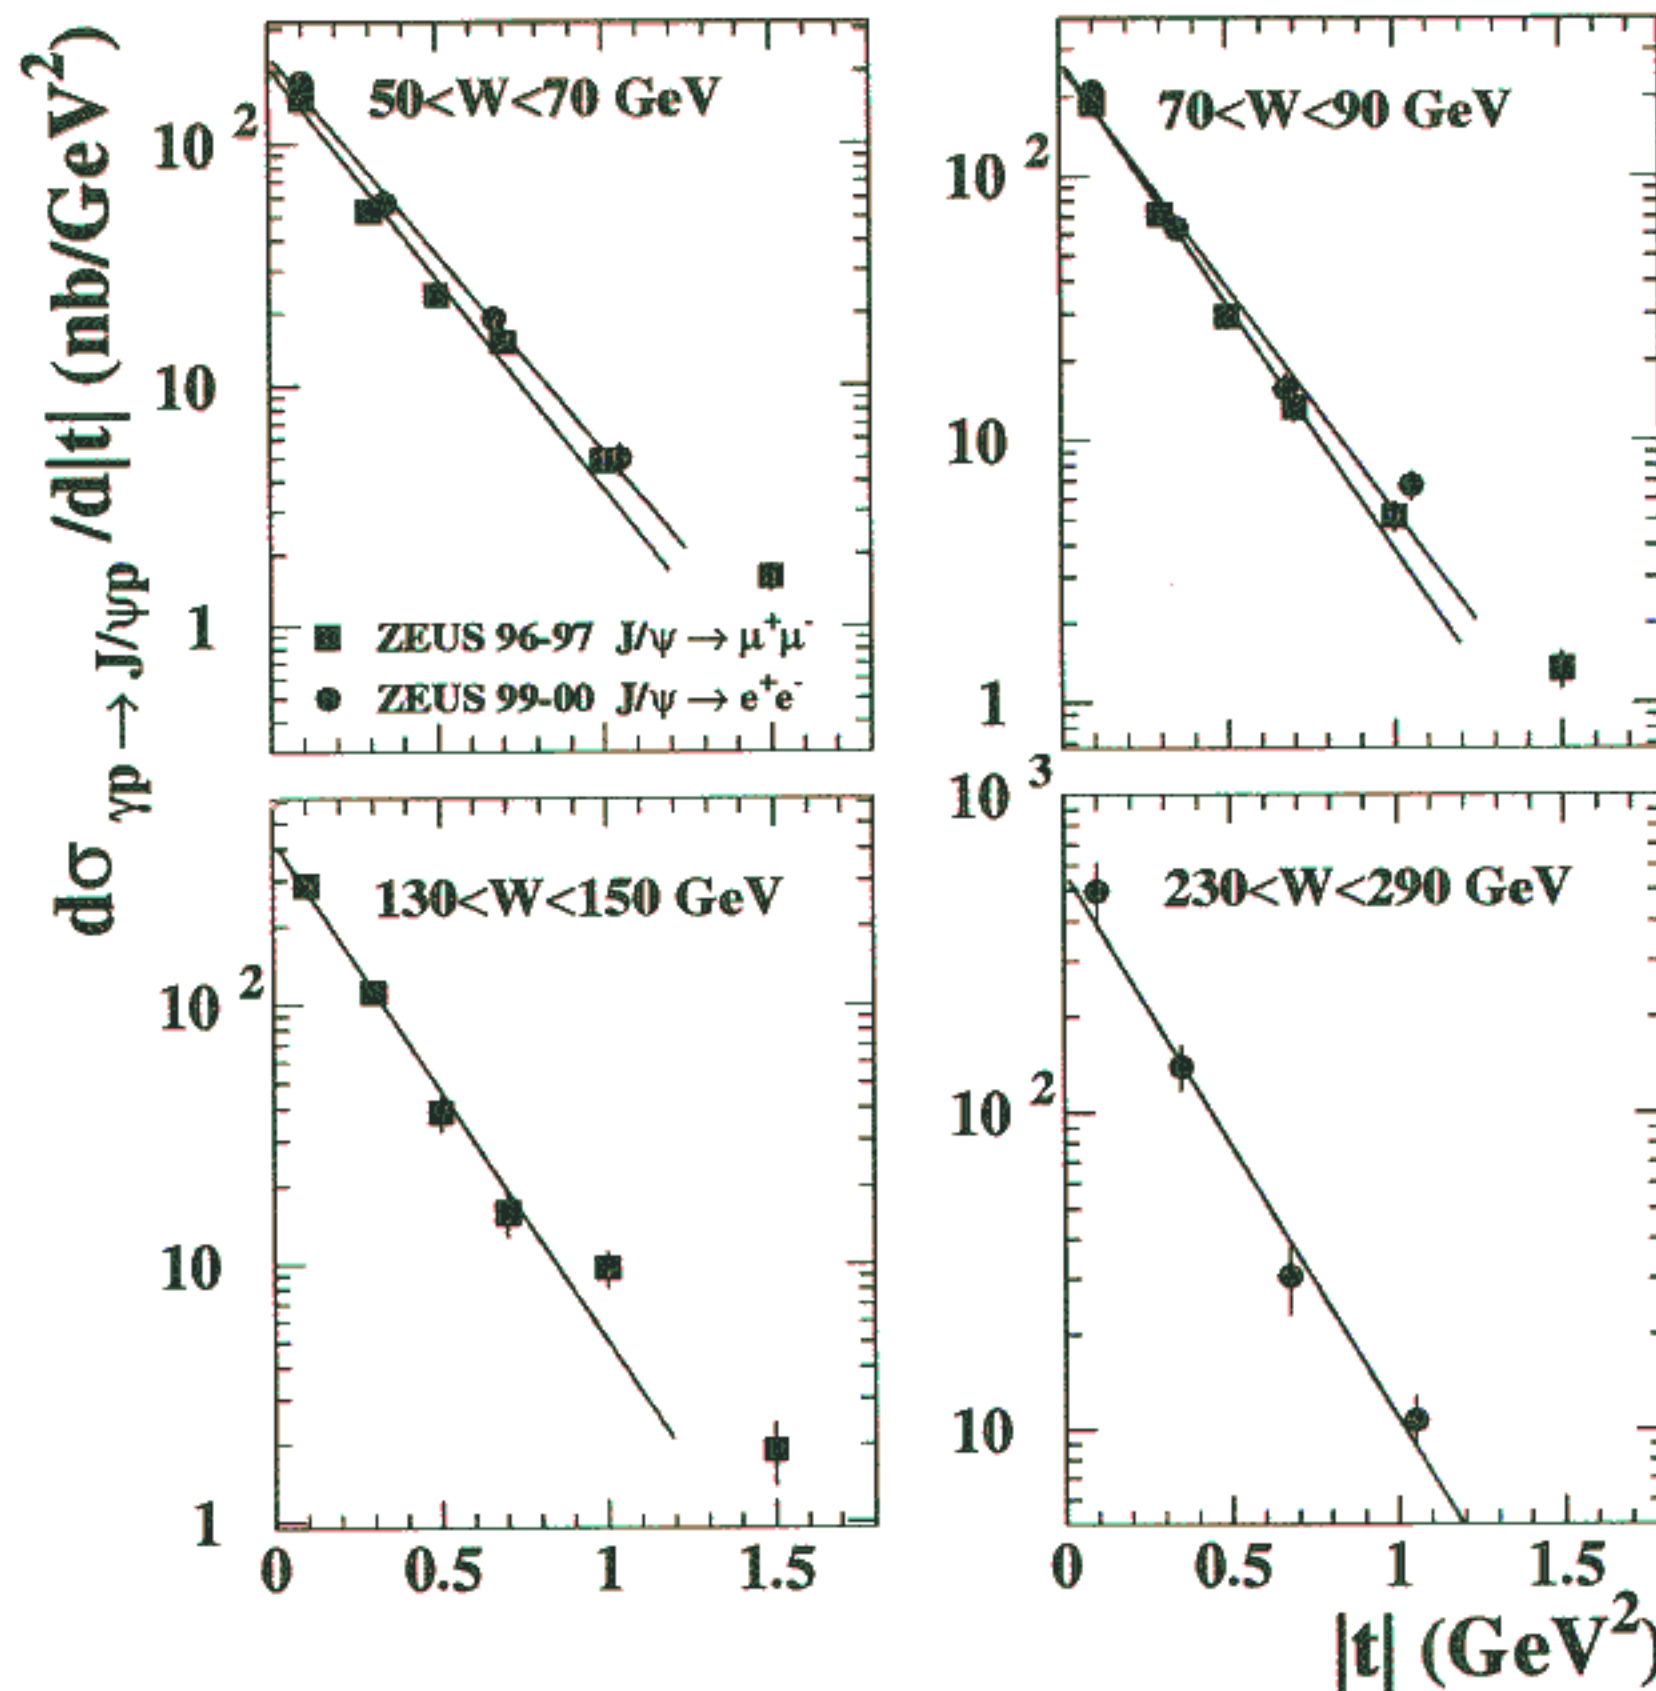 dσ γp→J/ψp /d|t| (nb/GeV²)
50<W<70 GeV
10²
10
1
ZEUS 96-97 J/ψ → μ⁺μ⁻
ZEUS 99-00 J/ψ → e⁺e⁻
70<W<90 GeV
10²
10
1
130<W<150 GeV
10²
10
1
0 0.5 1 1.5
230<W<290 GeV
10³
10²
10
0 0.5 1 1.5
|t| (GeV²)